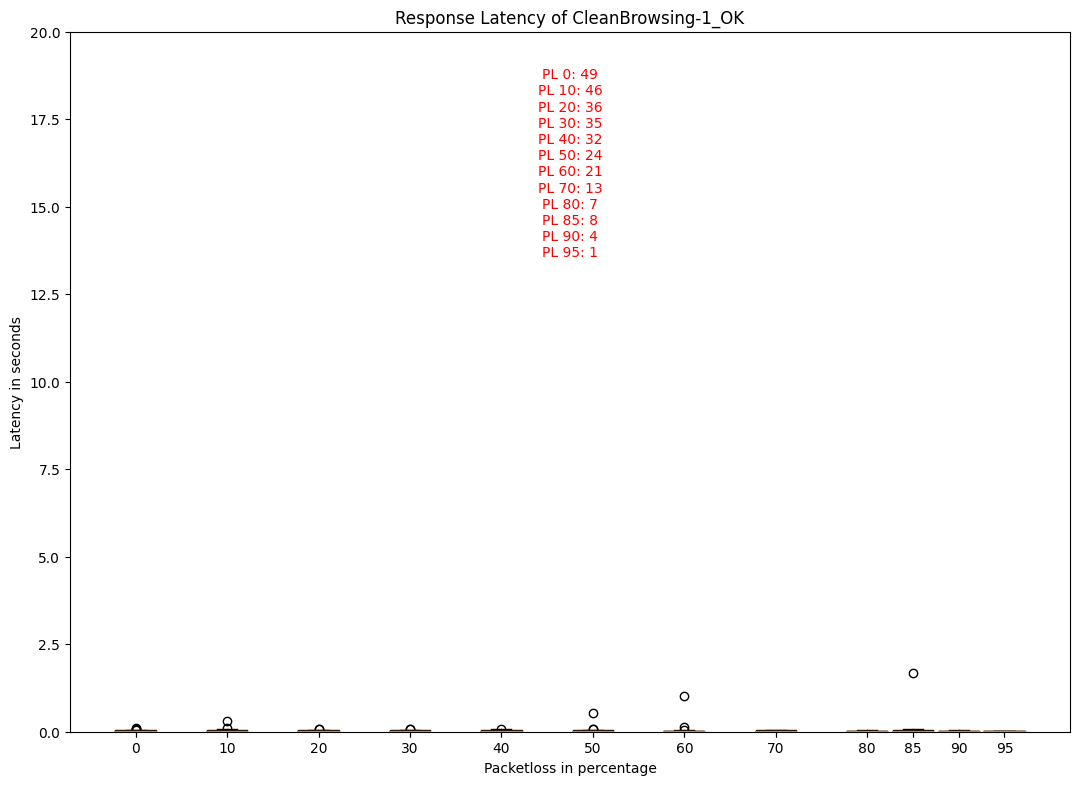 Response Latency of CleanBrowsing-1_OK
20.0
17.5
15.0
12.5
10.0
7.5
5.0
2.5
0.0
Latency in seconds
PL 0: 49
PL 10: 46
PL 20: 36
PL 30: 35
PL 40: 32
PL 50: 24
PL 60: 21
PL 70: 13
PL 80: 7
PL 85: 8
PL 90: 4
PL 95: 1
0 10 20 30 40 50 60 70 80 85 90 95
Packetloss in percentage